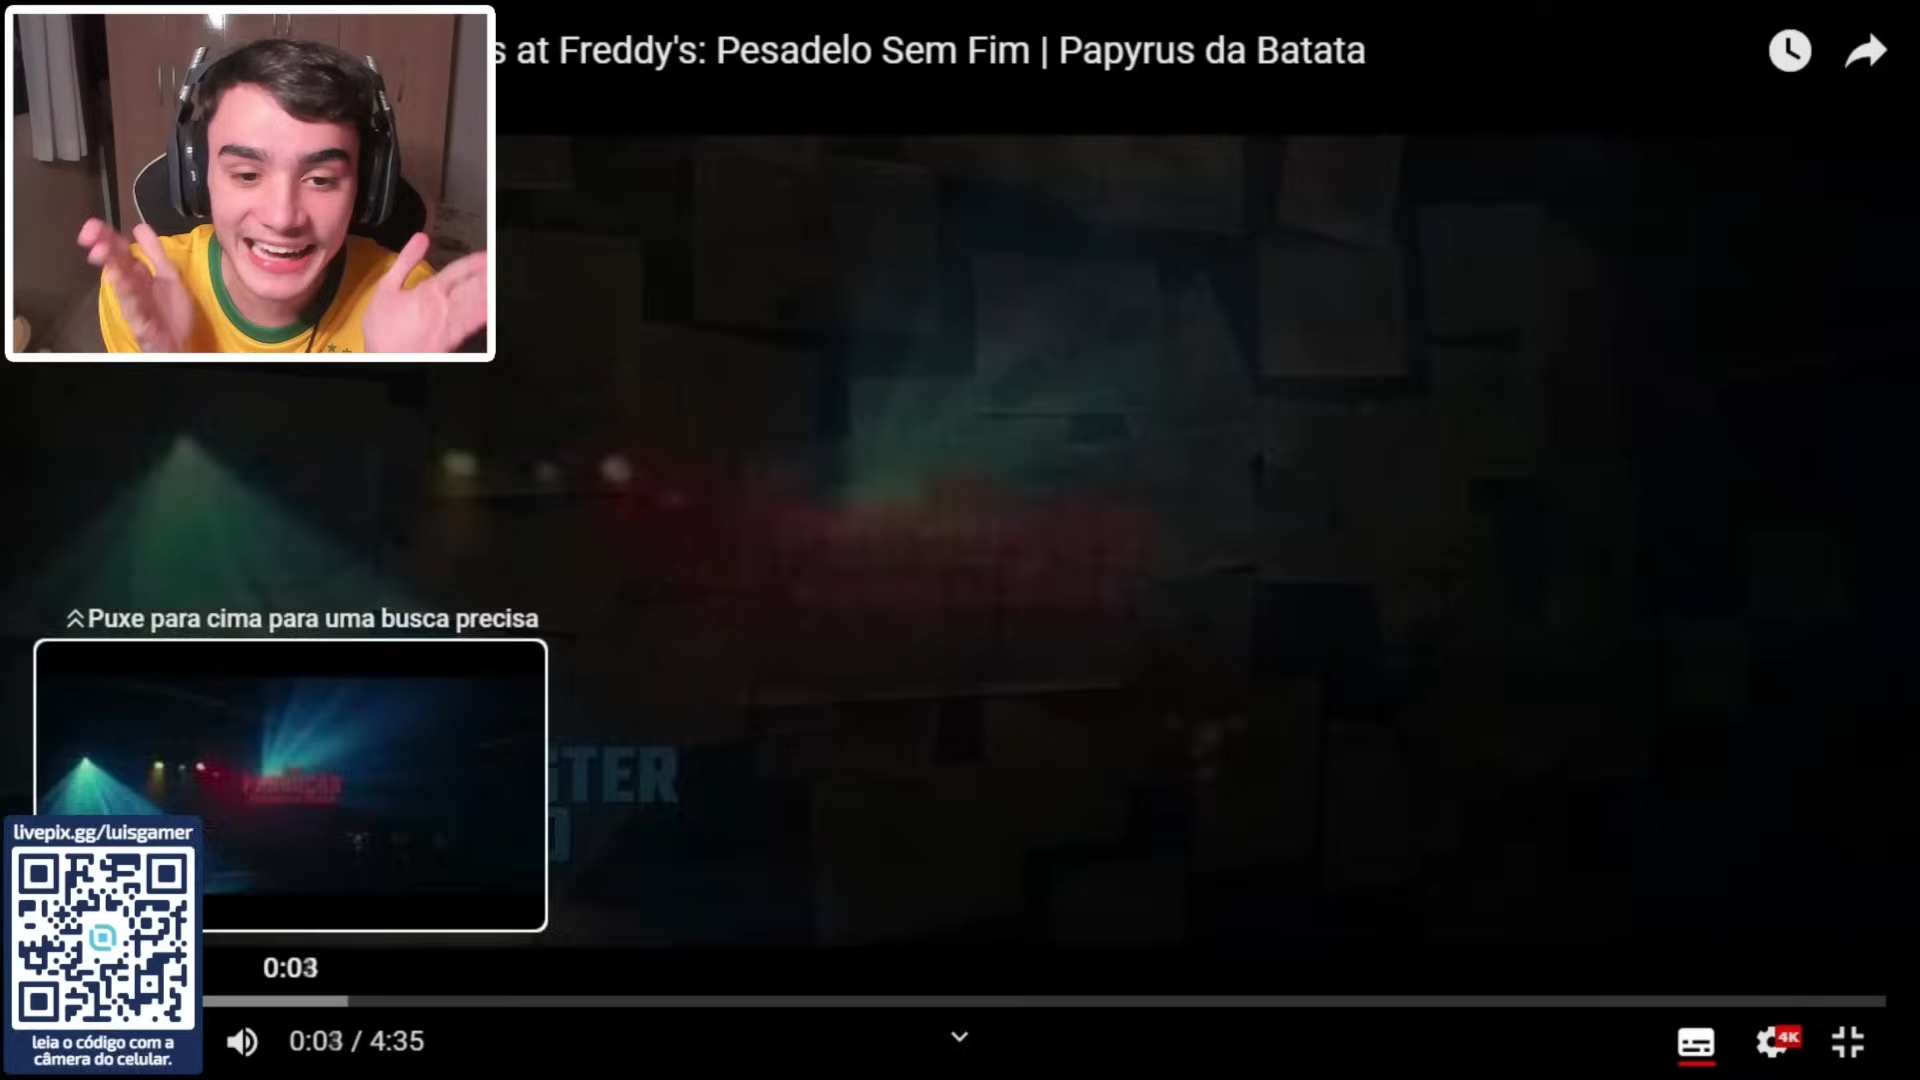 s at Freddy's: Pesadelo Sem Fim | Papyrus da Batata
Puxe para cima para uma busca precisa
STER
livepix.gg/luisgamer
leia o código com a
câmera do celular.
0:03
0:03 / 4:35
4K